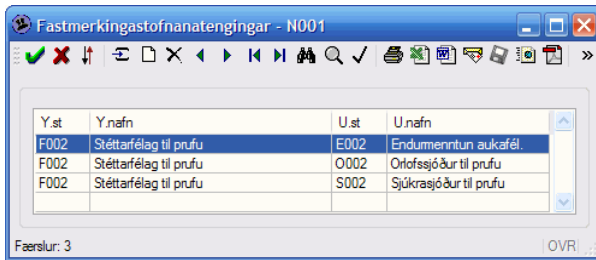 Fastmerkingastofnanatengingar - N001
Y.st Y.nafn U.st U.nafn
F002 Stéttarfélag til prufu E002 Endurmenntun aukafél.
F002 Stéttarfélag til prufu O002 Orlofssjóður til prufu
F002 Stéttarfélag til prufu S002 Sjúkrasjóður til prufu
Færslur: 3 OVR